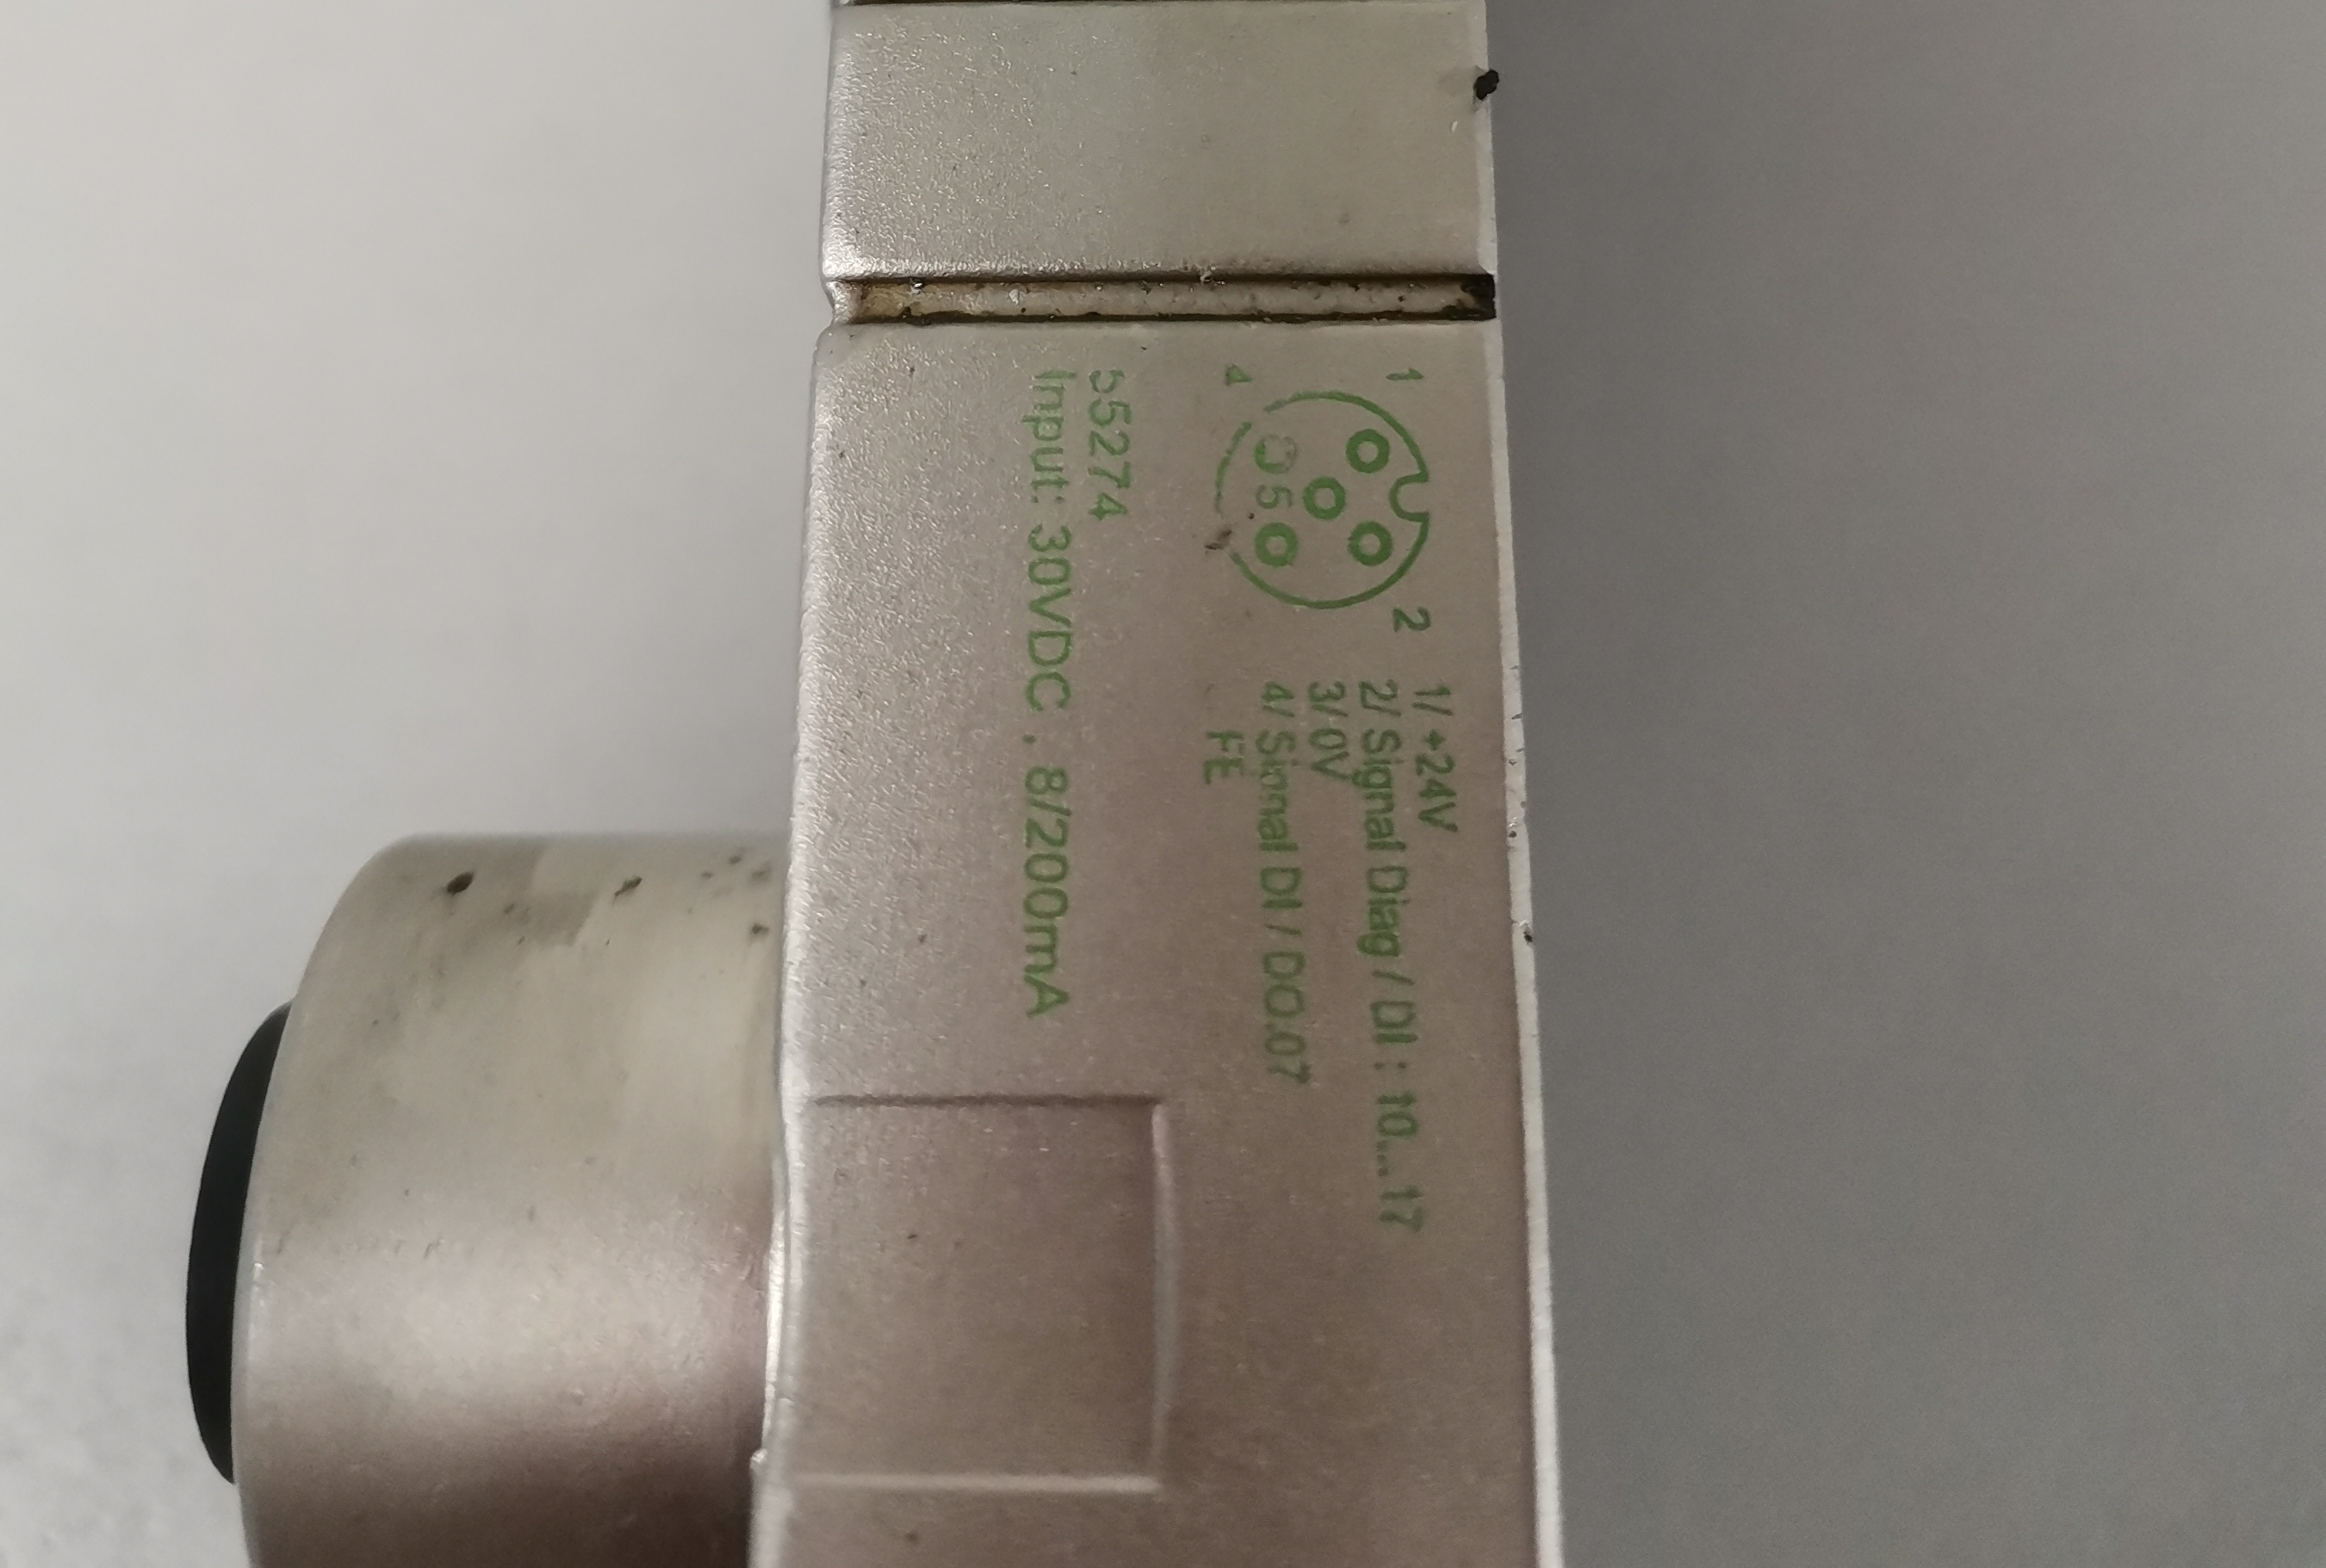 1 2
4
5
1/ +24V
2/ Signal Diag / DI : 10...17
3/ 0V
4/ Signal DI / DO.07
FE
55274
Input: 30VDC . 8/200mA